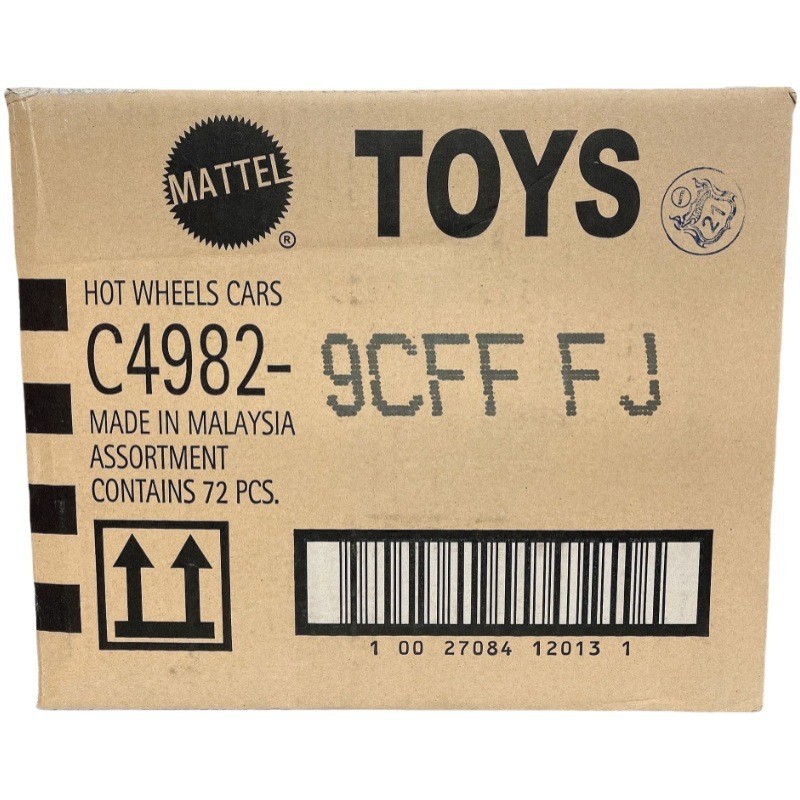 MATTEL
®
TOYS
MATTEL
21
HOT WHEELS CARS
C4982- 9CFF FJ
MADE IN MALAYSIA
ASSORTMENT
CONTAINS 72 PCS.
1 00 27084 12013 1